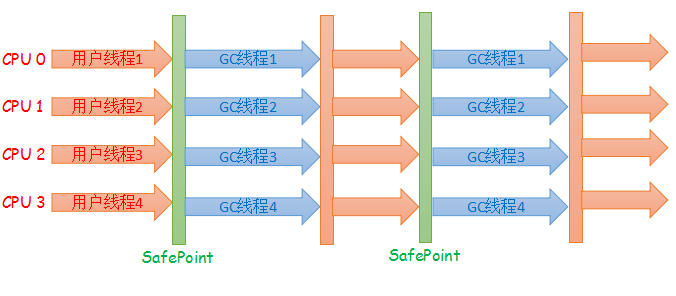 CPU 0 用户线程1 GC线程1 GC线程1
CPU 1 用户线程2 GC线程2 GC线程2
CPU 2 用户线程3 GC线程3 GC线程3
CPU 3 用户线程4 GC线程4 GC线程4
SafePoint SafePoint